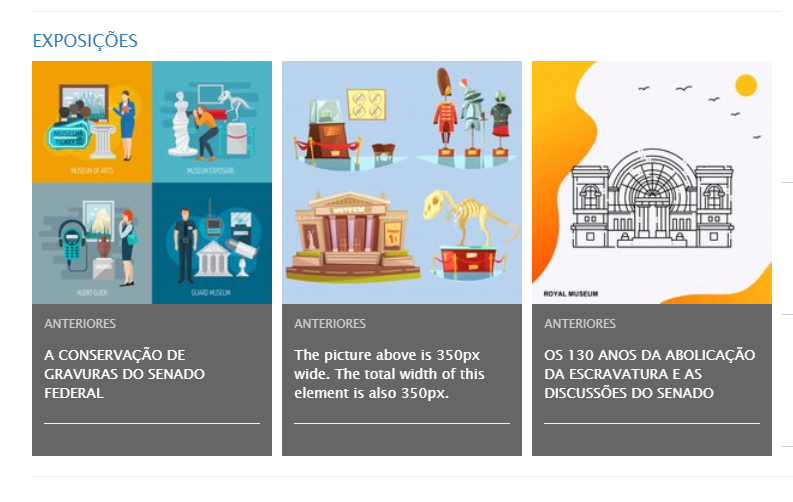 EXPOSIÇÕES
MUSEUM TICKET
MUSEUM OF ARTS
MUSEUM EXPOSURE
AUDIO GUIDE
GUARD MUSEUM
MUSEUM
ROYAL MUSEUM
ANTERIORES
A CONSERVAÇÃO DE
GRAVURAS DO SENADO
FEDERAL
ANTERIORES
The picture above is 350px
wide. The total width of this
element is also 350px.
ANTERIORES
OS 130 ANOS DA ABOLICAÇÃO
DA ESCRAVATURA E AS
DISCUSSÕES DO SENADO